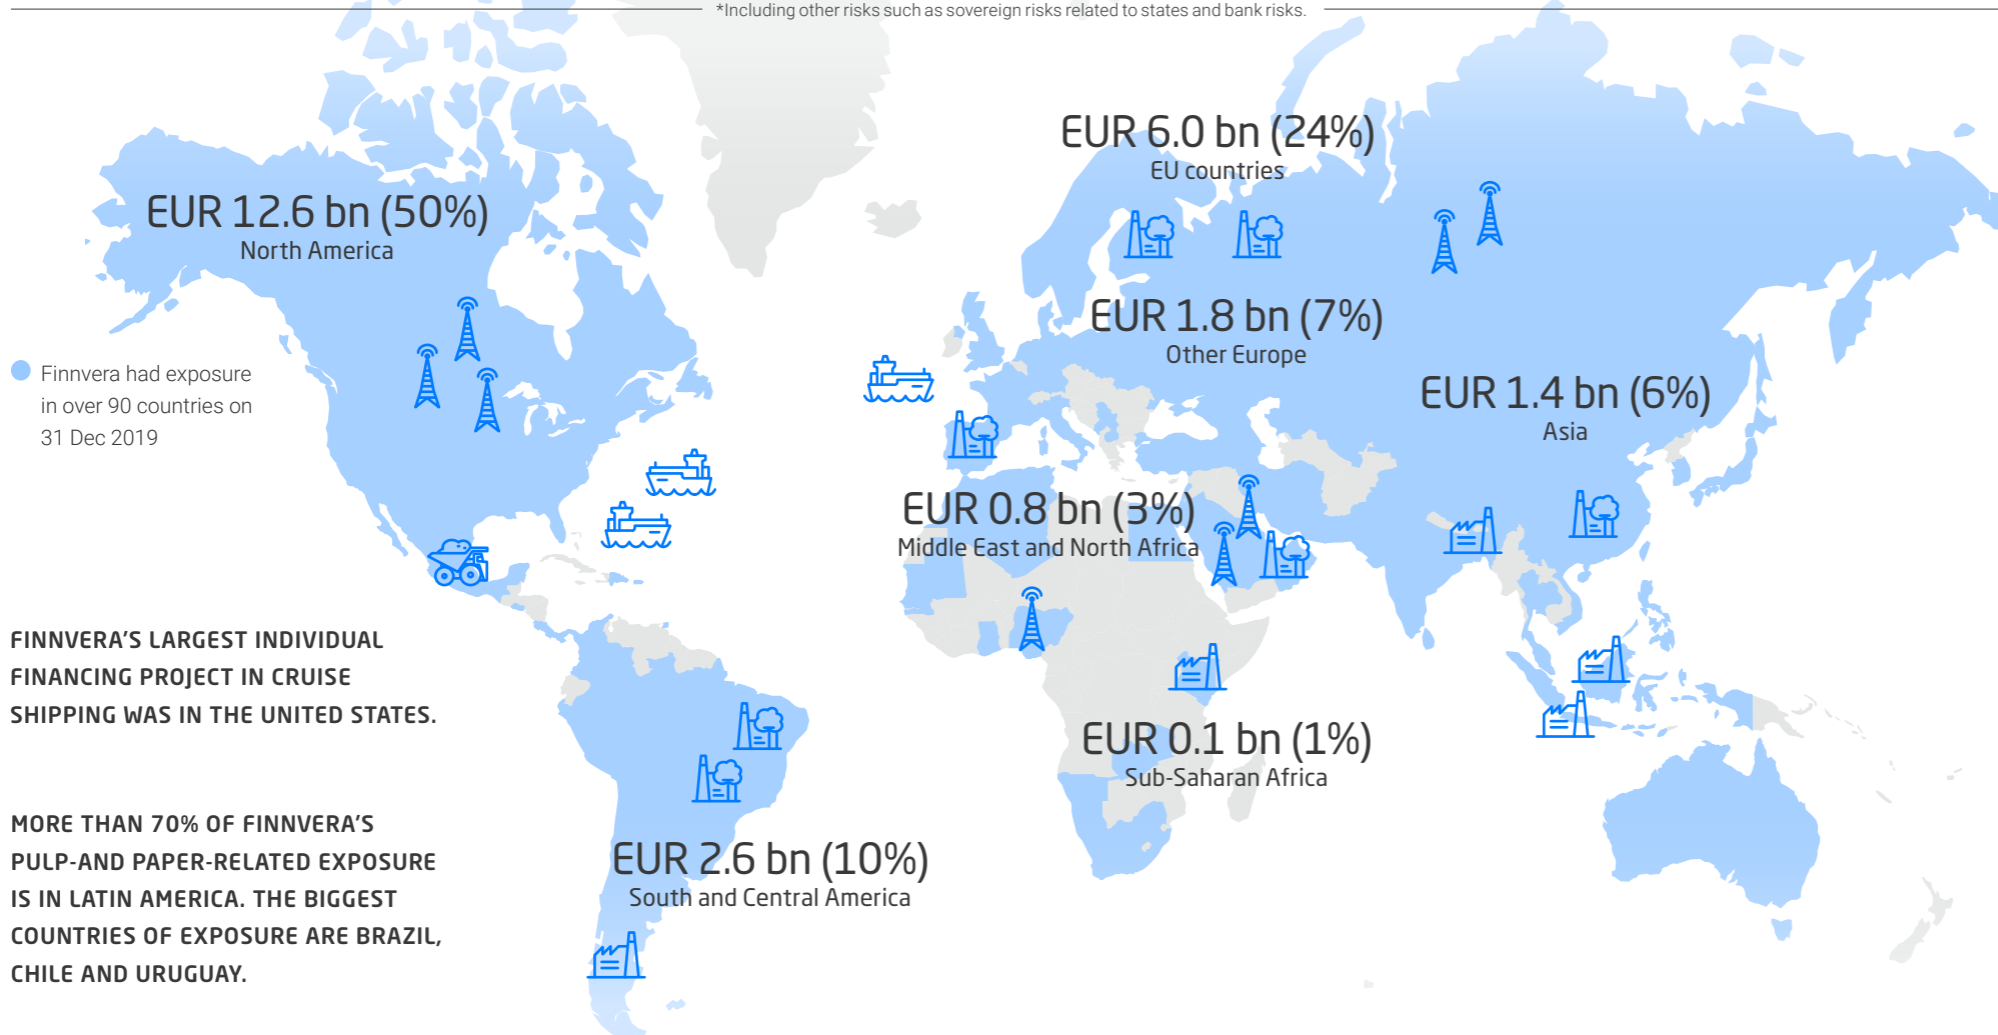 *Including other risks such as sovereign risks related to states and bank risks.
EUR 6.0 bn (24%)
EU countries
EUR 12.6 bn (50%)
North America
EUR 1.8 bn (7%)
Other Europe
Finnvera had exposure
in over 90 countries on
31 Dec 2019
EUR 1.4 bn (6%)
Asia
EUR 0.8 bn (3%)
Middle East and North Africa
FINNVERA’S LARGEST INDIVIDUAL
FINANCING PROJECT IN CRUISE
SHIPPING WAS IN THE UNITED STATES.
EUR 0.1 bn (1%)
Sub-Saharan Africa
MORE THAN 70% OF FINNVERA’S
PULP-AND PAPER-RELATED EXPOSURE
IS IN LATIN AMERICA. THE BIGGEST
COUNTRIES OF EXPOSURE ARE BRAZIL,
CHILE AND URUGUAY.
EUR 2.6 bn (10%)
South and Central America